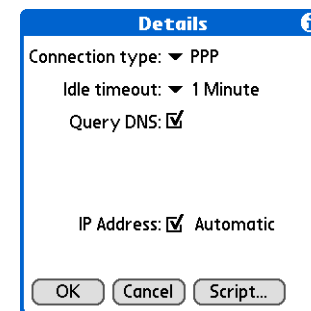 Details
Connection type: PPP
Idle timeout: 1 Minute
Query DNS:
IP Address: Automatic
OK Cancel Script...